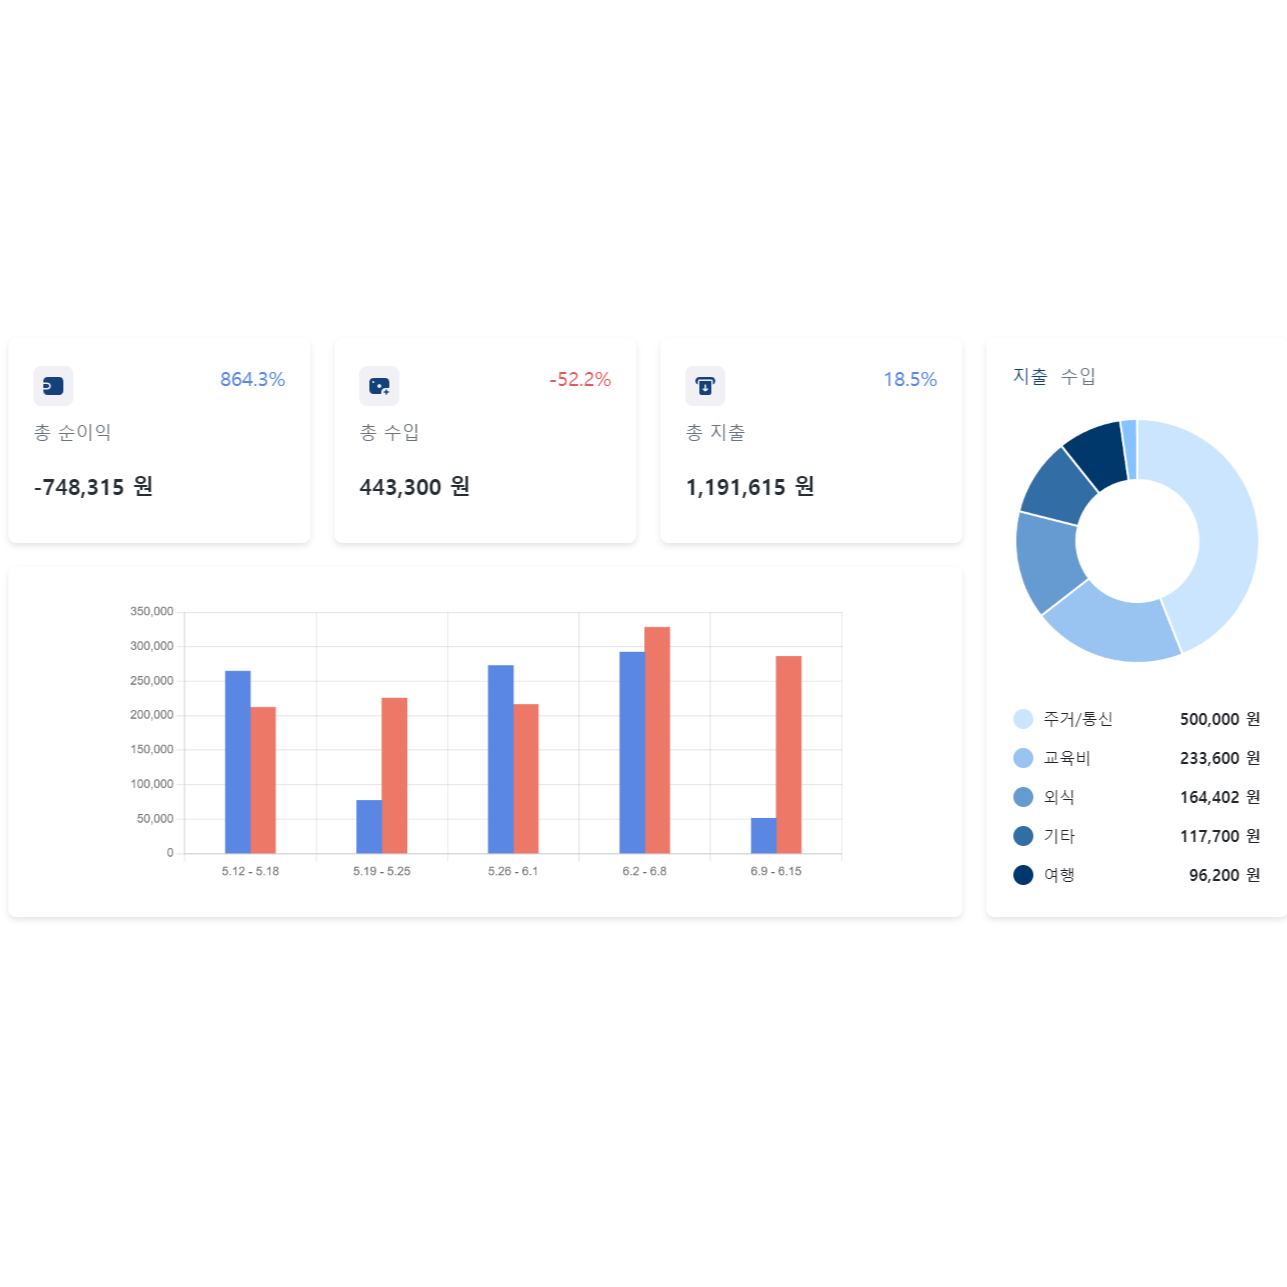 864.3%
총 순이익
-748,315 원
-52.2%
총 수입
443,300 원
18.5%
총 지출
1,191,615 원
350,000
300,000
250,000
200,000
150,000
100,000
50,000
0
5.12 - 5.18
5.19 - 5.25
5.26 - 6.1
6.2 - 6.8
6.9 - 6.15
지출 수입
주거/통신 500,000 원
교육비 233,600 원
외식 164,402 원
기타 117,700 원
여행 96,200 원